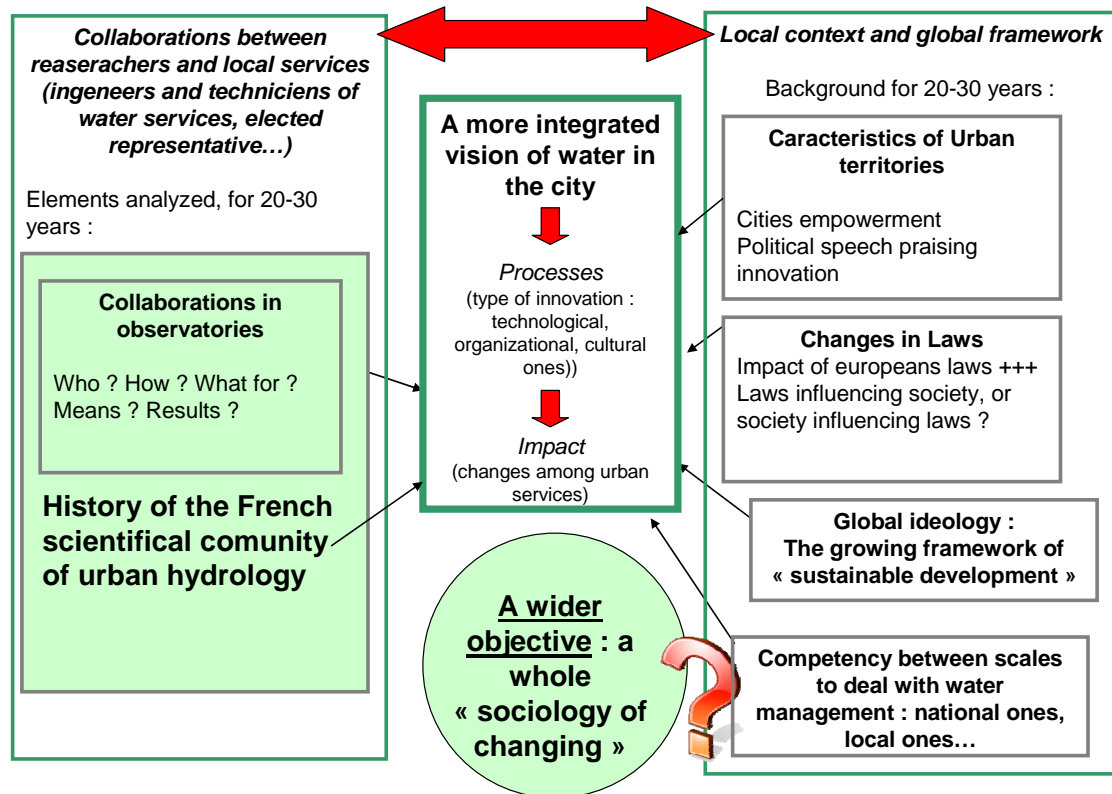 Collaborations between
reaserachers and local services
(ingeneers and techniciens of
water services, elected
representative…)
Elements analyzed, for 20-30
years :
Collaborations in
observatories
Who ? How ? What for ?
Means ? Results ?
History of the French
scientifical comunity
of urban hydrology
A more integrated
vision of water in
the city
Processes
(type of innovation :
technological,
organizational, cultural
ones))
Impact
(changes among urban
services)
A wider
objective : a
whole
« sociology of
changing »
Local context and global framework
Background for 20-30 years :
Caracteristics of Urban
territories
Cities empowerment
Political speech praising
innovation
Changes in Laws
Impact of europeans laws +++
Laws influencing society, or
society influencing laws ?
Global ideology :
The growing framework of
« sustainable development »
?
Competency between scales
to deal with water
management : national ones,
local ones…